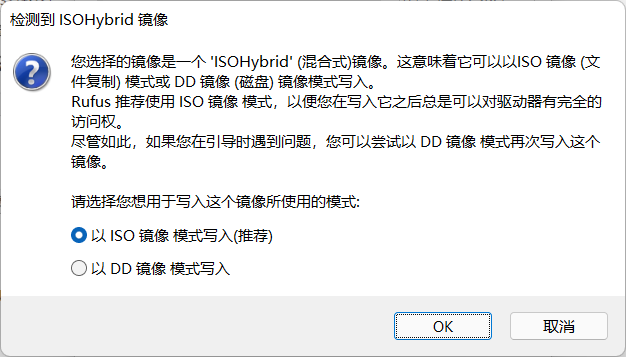 检测到 ISOHybrid 镜像
您选择的镜像是一个 'ISOHybrid' (混合式)镜像。这意味着它可以以ISO 镜像 (文
件复制) 模式或 DD 镜像 (磁盘) 镜像模式写入。
Rufus 推荐使用 ISO 镜像 模式，以便您在写入它之后总是可以对驱动器有完全的
访问权。
尽管如此，如果您在引导时遇到问题，您可以尝试以 DD 镜像 模式再次写入这个
镜像。
请选择您想用于写入这个镜像所使用的模式:
以 ISO 镜像 模式写入(推荐)
以 DD 镜像 模式写入
OK
取消